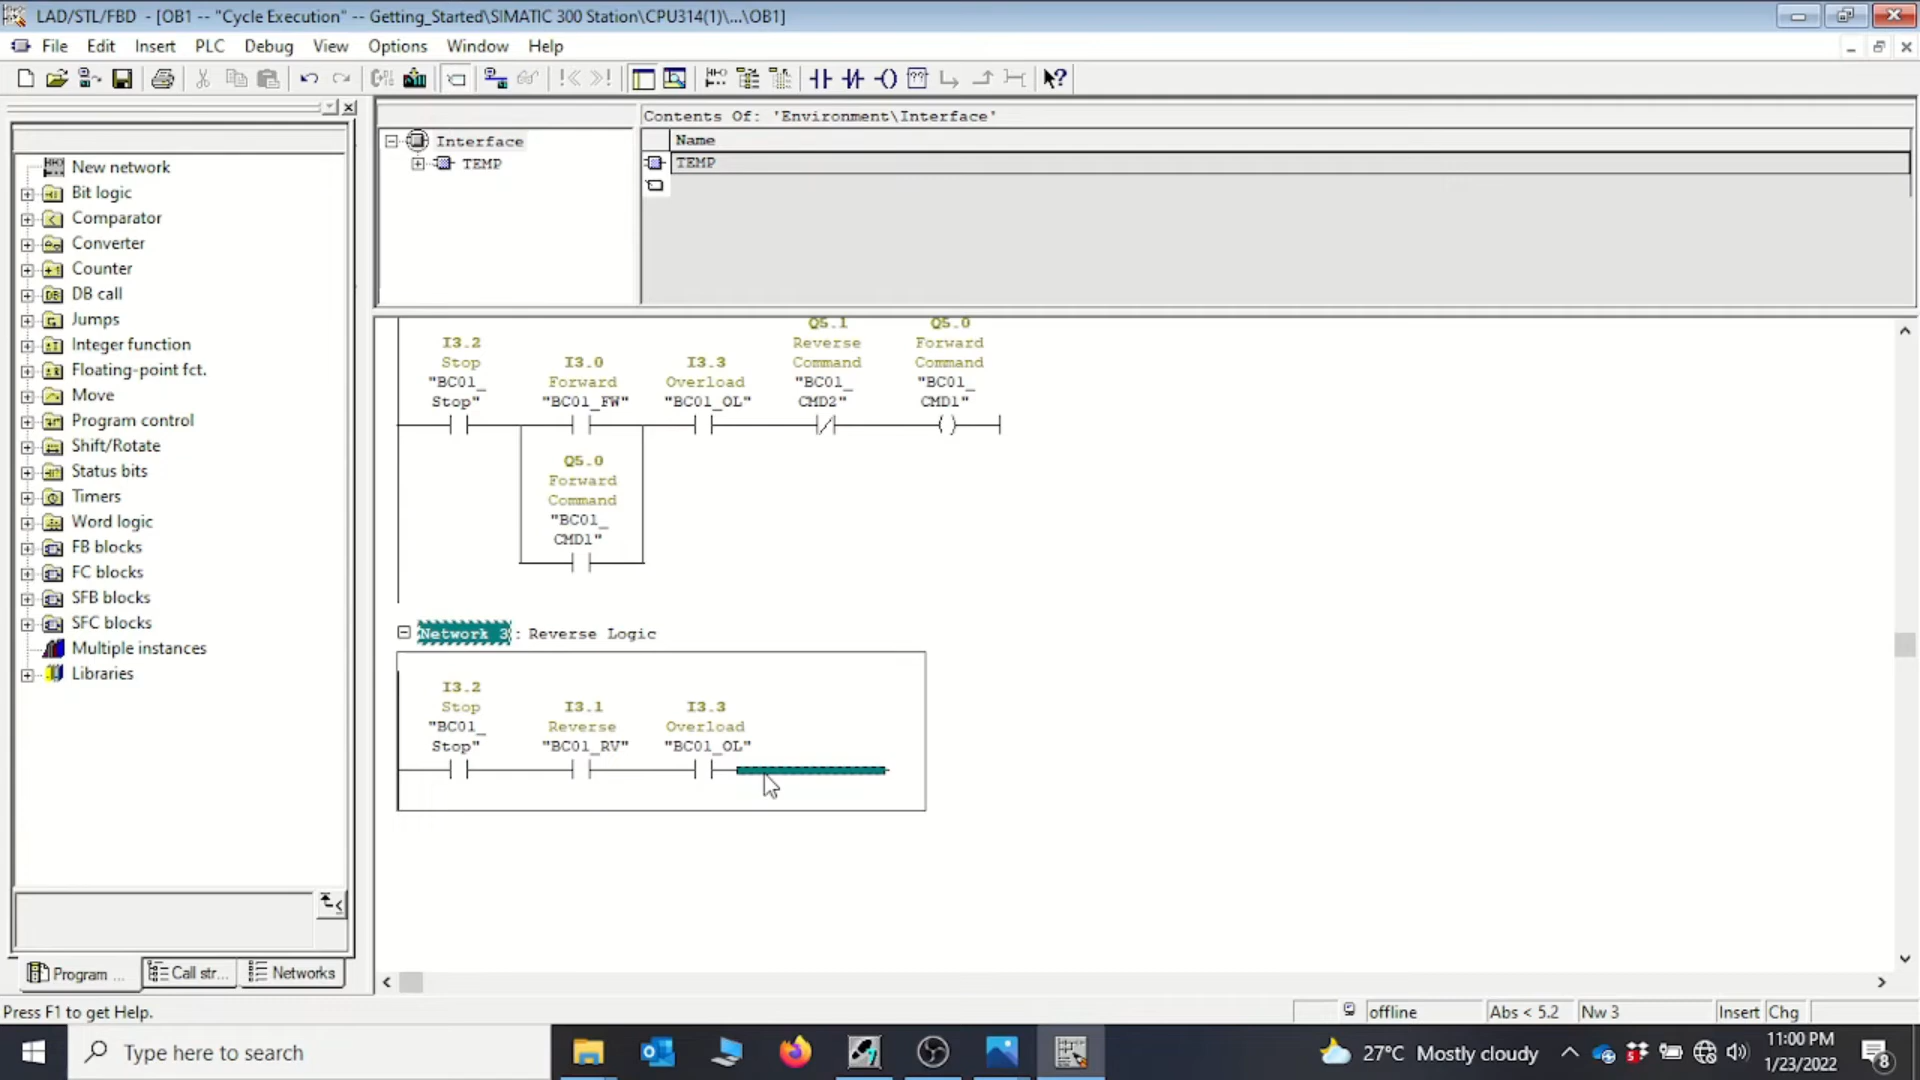 LAD/STL/FBD - [OB1 -- "Cycle Execution" -- Getting_Started\SIMATIC 300 Station\CPU314(1)\...\OB1]
File Edit Insert PLC Debug View Options Window Help
New network
Bit logic
Comparator
Converter
Counter
DB call
Jumps
Integer function
Floating-point fct.
Move
Program control
Shift/Rotate
Status bits
Timers
Word logic
FB blocks
FC blocks
SFB blocks
SFC blocks
Multiple instances
Libraries
Program ...
Call str...
Networks
Interface
TEMP
Contents Of: 'Environment\Interface'
Name
TEMP
I3.2
Stop
"BC01_
Stop"
I3.0
Forward
"BC01_FW"
I3.3
Overload
"BC01_OL"
Q5.1
Reverse
Command
"BC01_
CMD2"
Q5.0
Forward
Command
"BC01_
CMD1"
Q5.0
Forward
Command
"BC01_
CMD1"
Network 3: Reverse Logic
I3.2
Stop
"BC01_
Stop"
I3.1
Reverse
"BC01_RV"
I3.3
Overload
"BC01_OL"
Press F1 to get Help.
offline
Abs < 5.2
Nw 3
Insert
Chg
Type here to search
27°C Mostly cloudy
11:00 PM
1/23/2022
8